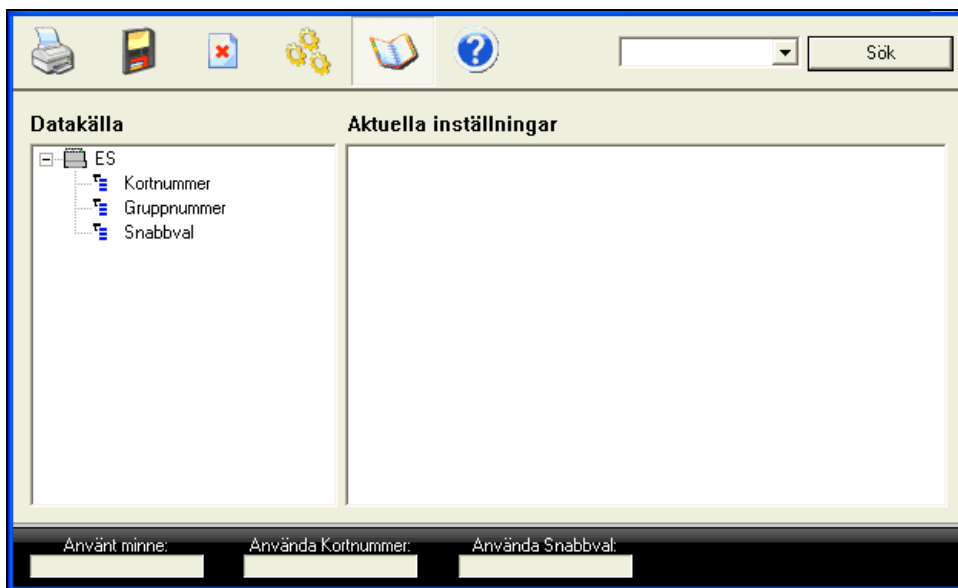 Sök
Datakälla
Aktuella inställningar
ES
Kortnummer
Gruppnummer
Snabbval
Använt minne:
Använda Kortnummer:
Använda Snabbval: